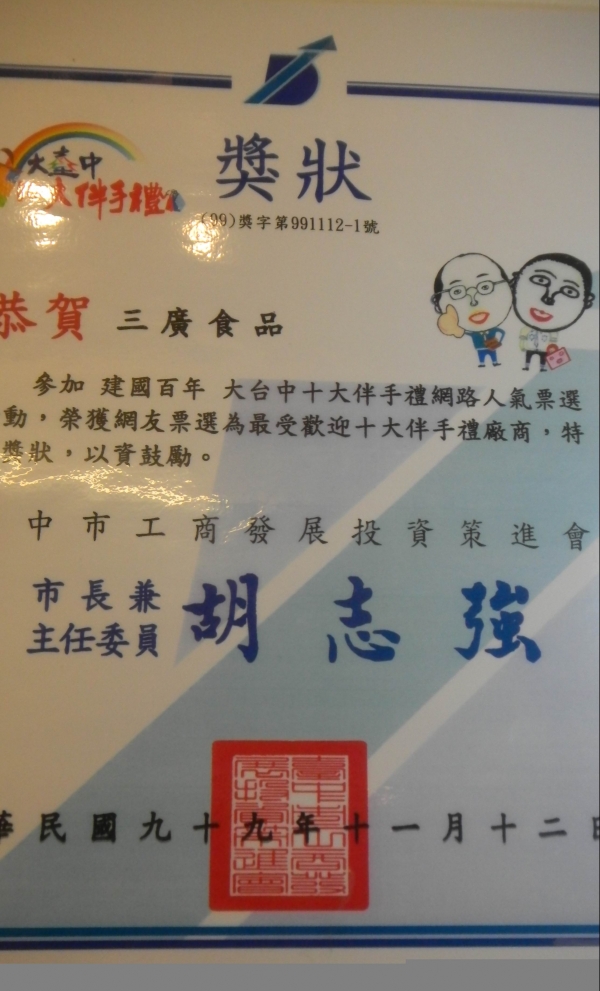 獎狀
大臺中
大伴手禮
(99)獎字第991112-1號
恭賀 三廣食品
參加 建國百年 大台中十大伴手禮網路人氣票選
動，榮獲網友票選為最受歡迎十大伴手禮廠商，特
獎狀，以資鼓勵。
中市工商發展投資策進會
市長兼
主任委員 胡志強
華民國九十九年十一月十二日